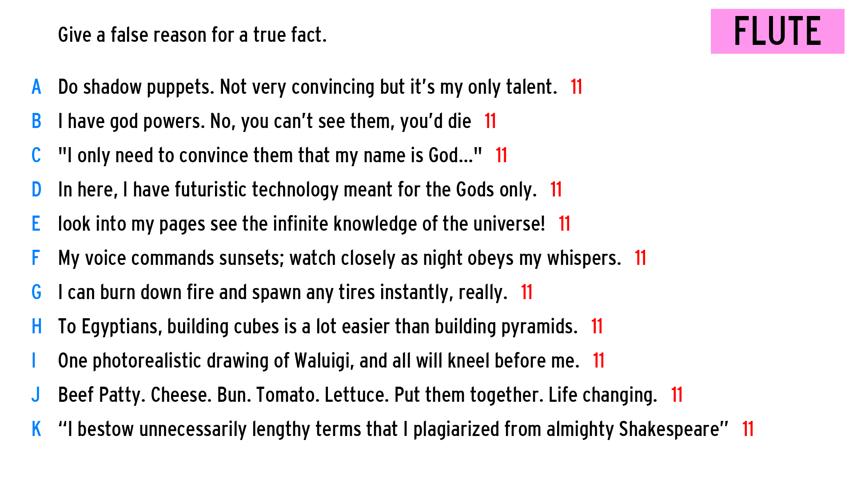 Give a false reason for a true fact.
FLUTE
A Do shadow puppets. Not very convincing but it's my only talent. 11
B I have god powers. No, you can't see them, you'd die 11
C "I only need to convince them that my name is God..." 11
D In here, I have futuristic technology meant for the Gods only. 11
E look into my pages see the infinite knowledge of the universe! 11
F My voice commands sunsets; watch closely as night obeys my whispers. 11
G I can burn down fire and spawn any tires instantly, really. 11
H To Egyptians, building cubes is a lot easier than building pyramids. 11
I One photorealistic drawing of Waluigi, and all will kneel before me. 11
J Beef Patty. Cheese. Bun. Tomato. Lettuce. Put them together. Life changing. 11
K “I bestow unnecessarily lengthy terms that I plagiarized from almighty Shakespeare” 11